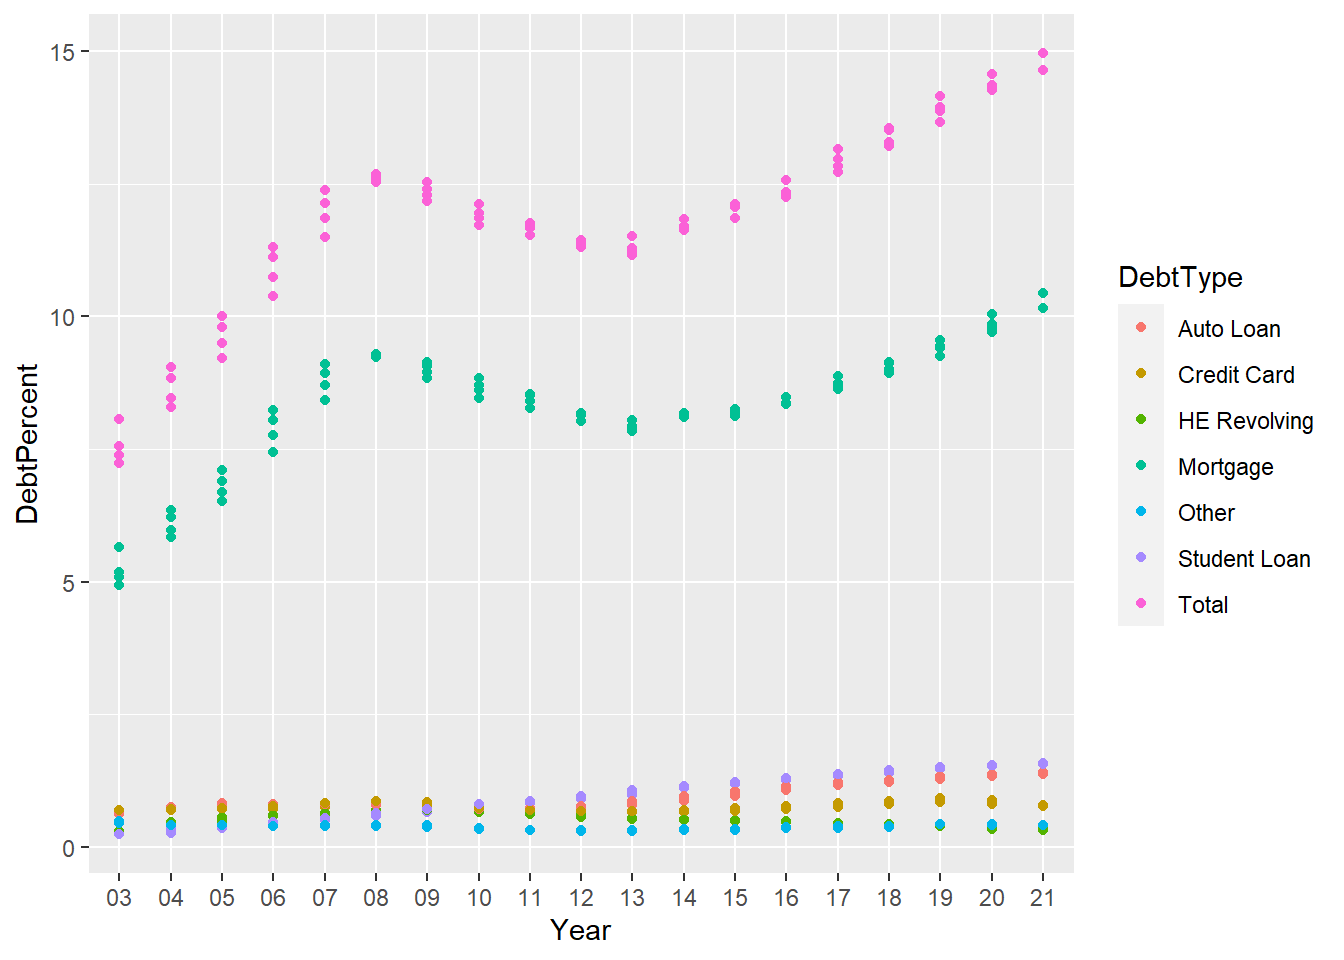 15
10
5
0
DebtPercent
03 04 05 06 07 08 09 10 11 12 13 14 15 16 17 18 19 20 21
Year
DebtType
Auto Loan
Credit Card
HE Revolving
Mortgage
Other
Student Loan
Total